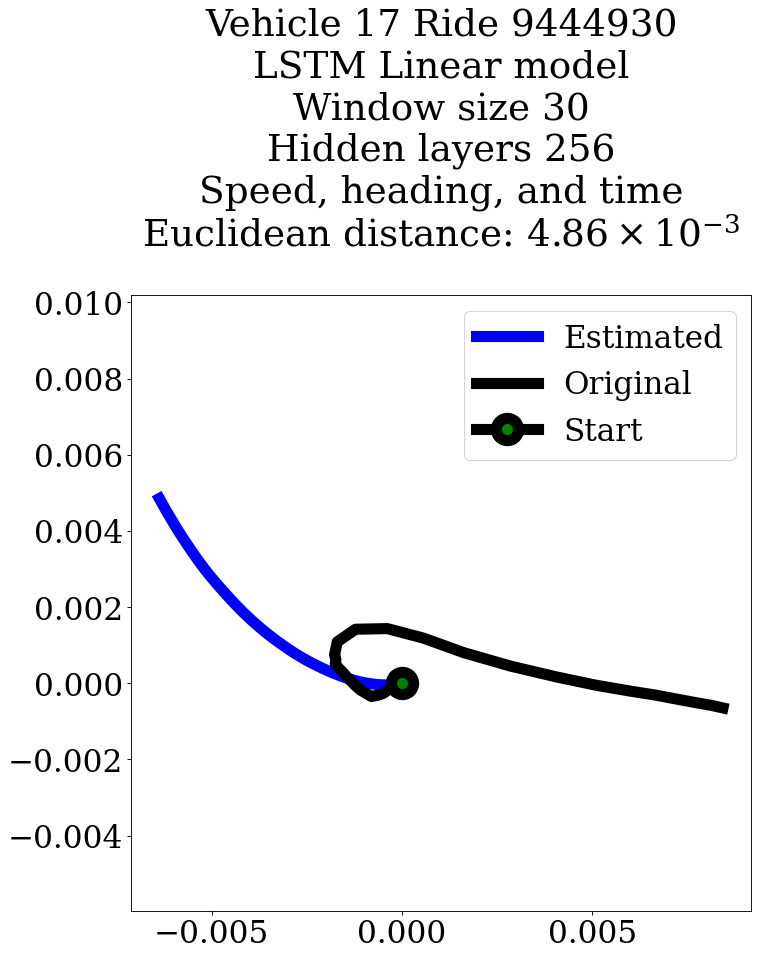 Vehicle 17 Ride 9444930
LSTM Linear model
Window size 30
Hidden layers 256
Speed, heading, and time
Euclidean distance: 4.86 × 10⁻³
Estimated
Original
Start
0.010
0.008
0.006
0.004
0.002
0.000
−0.002
−0.004
−0.005 0.000 0.005